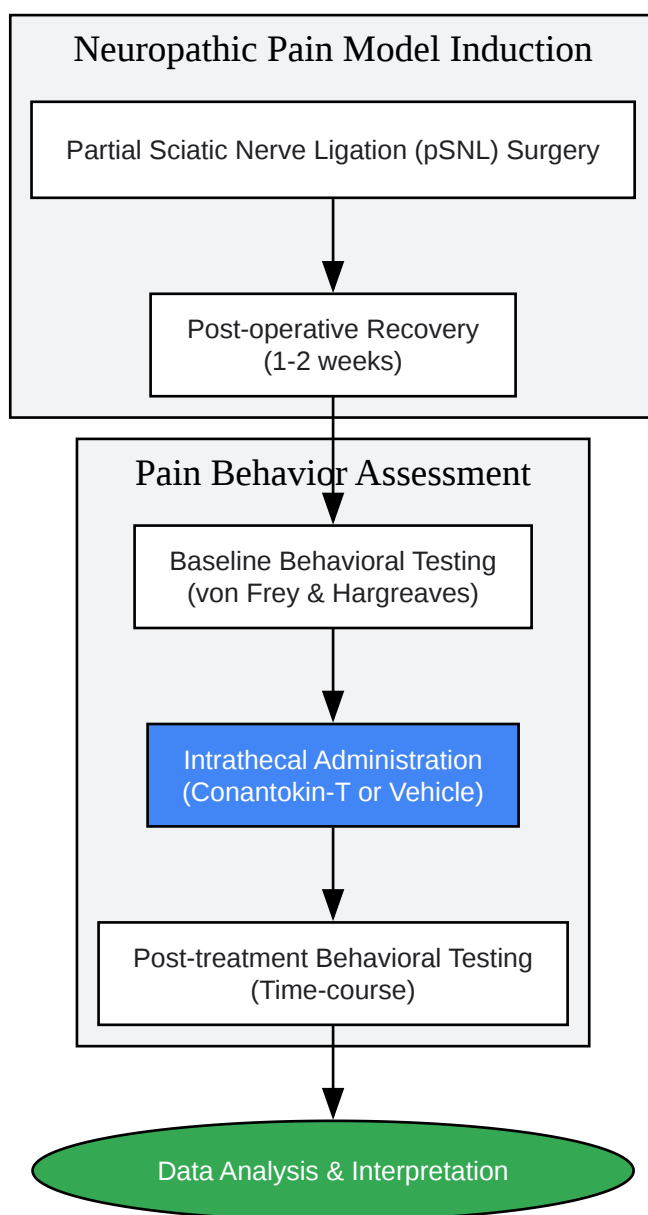 Neuropathic Pain Model Induction
Partial Sciatic Nerve Ligation (pSNL) Surgery
Post-operative Recovery
(1-2 weeks)
Pain Behavior Assessment
Baseline Behavioral Testing
(von Frey & Hargreaves)
Intrathecal Administration
(Conantokin-T or Vehicle)
Post-treatment Behavioral Testing
(Time-course)
Data Analysis & Interpretation